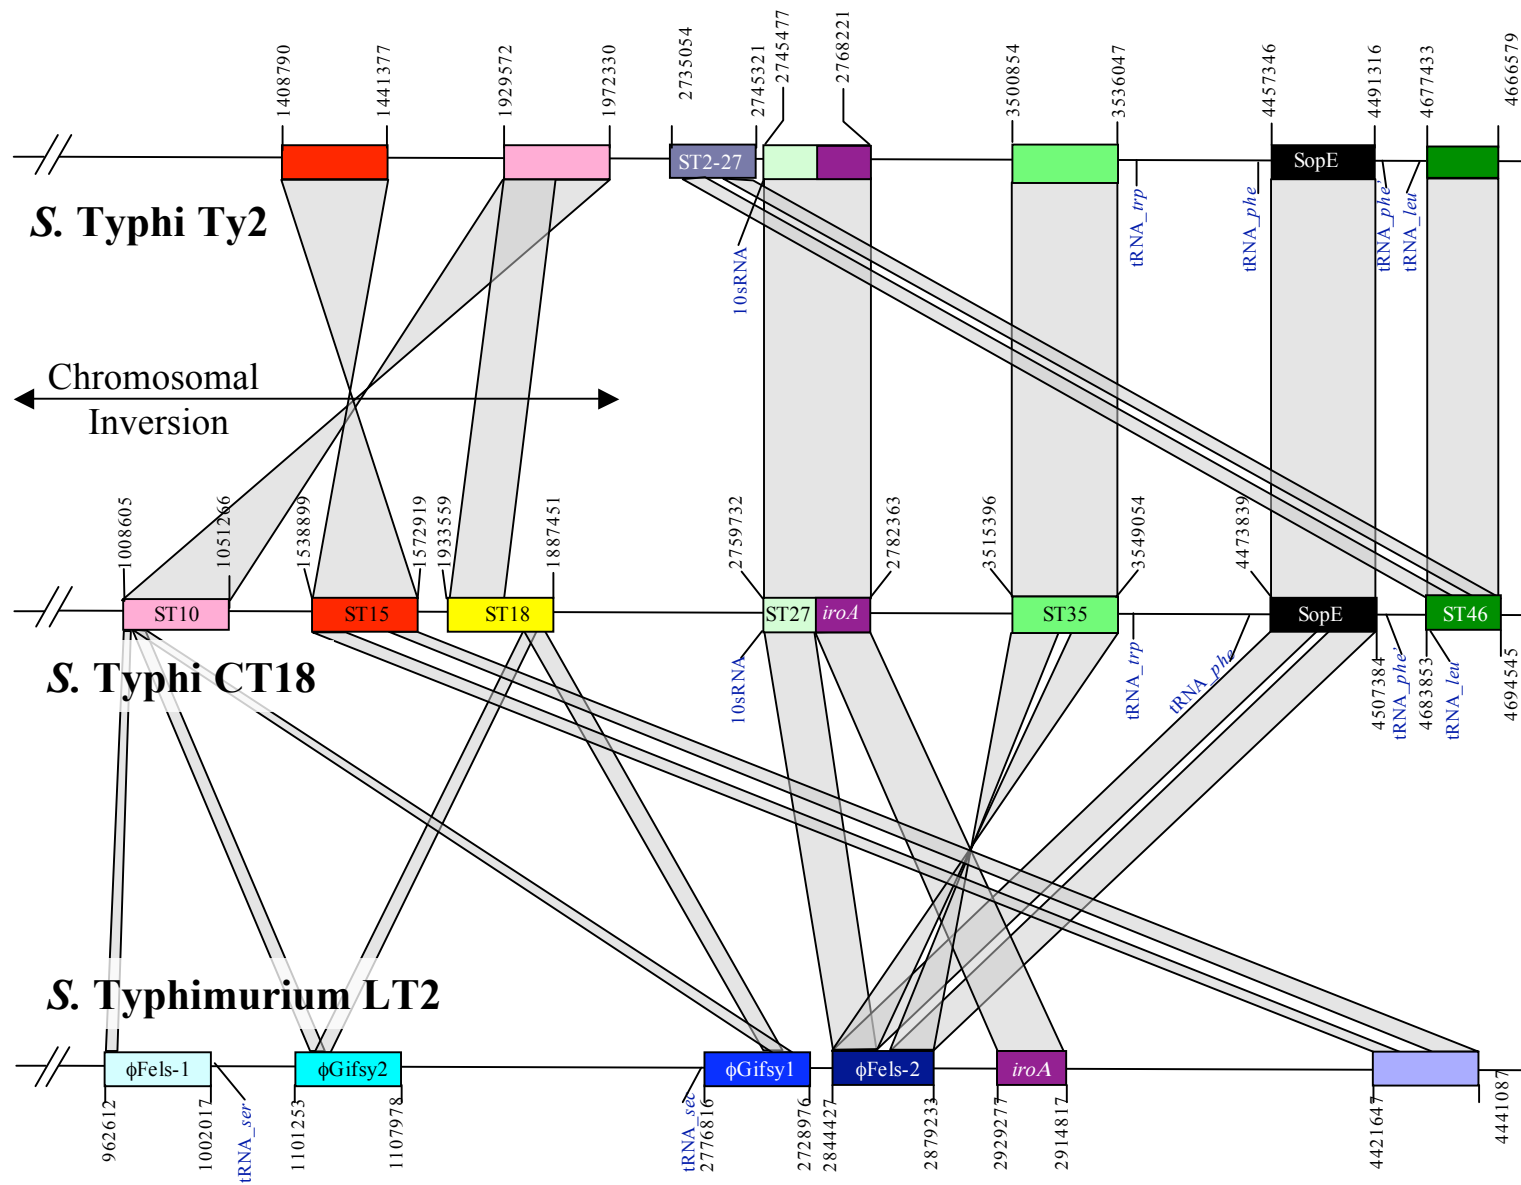 1408790
1441377
1929572
1972330
2735054
2745321
2745477
2768221
3500854
3536047
4457346
4491316
4677433
4666579
ST2-27
SopE
S. Typhi Ty2
10sRNA
tRNA_trp
tRNA_phe
tRNA_phe'
tRNA_leu
Chromosomal
Inversion
1008605
1051266
1538899
1572919
1933559
1887451
2759732
2782363
3515396
3549054
4473839
ST10
ST15
ST18
ST27
iroA
ST35
SopE
ST46
S. Typhi CT18
10sRNA
tRNA_trp
tRNA_phe
4507384
tRNA_phe'
4683853
tRNA_leu
4694545
S. Typhimurium LT2
ϕFels-1
ϕGifsy2
ϕGifsy1
ϕFels-2
iroA
962612
1002017
tRNA_ser
1101253
1107978
tRNA_sec
2776816
2728976
2844427
2879233
2929277
2914817
4421647
4441087